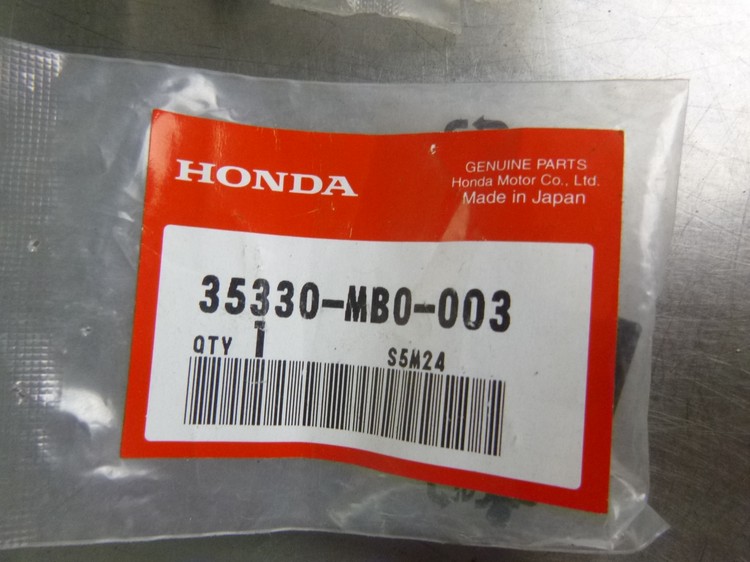 HONDA
GENUINE PARTS
Honda Motor Co., Ltd.
Made in Japan
35330-MB0-003
QTY 1
S5M24